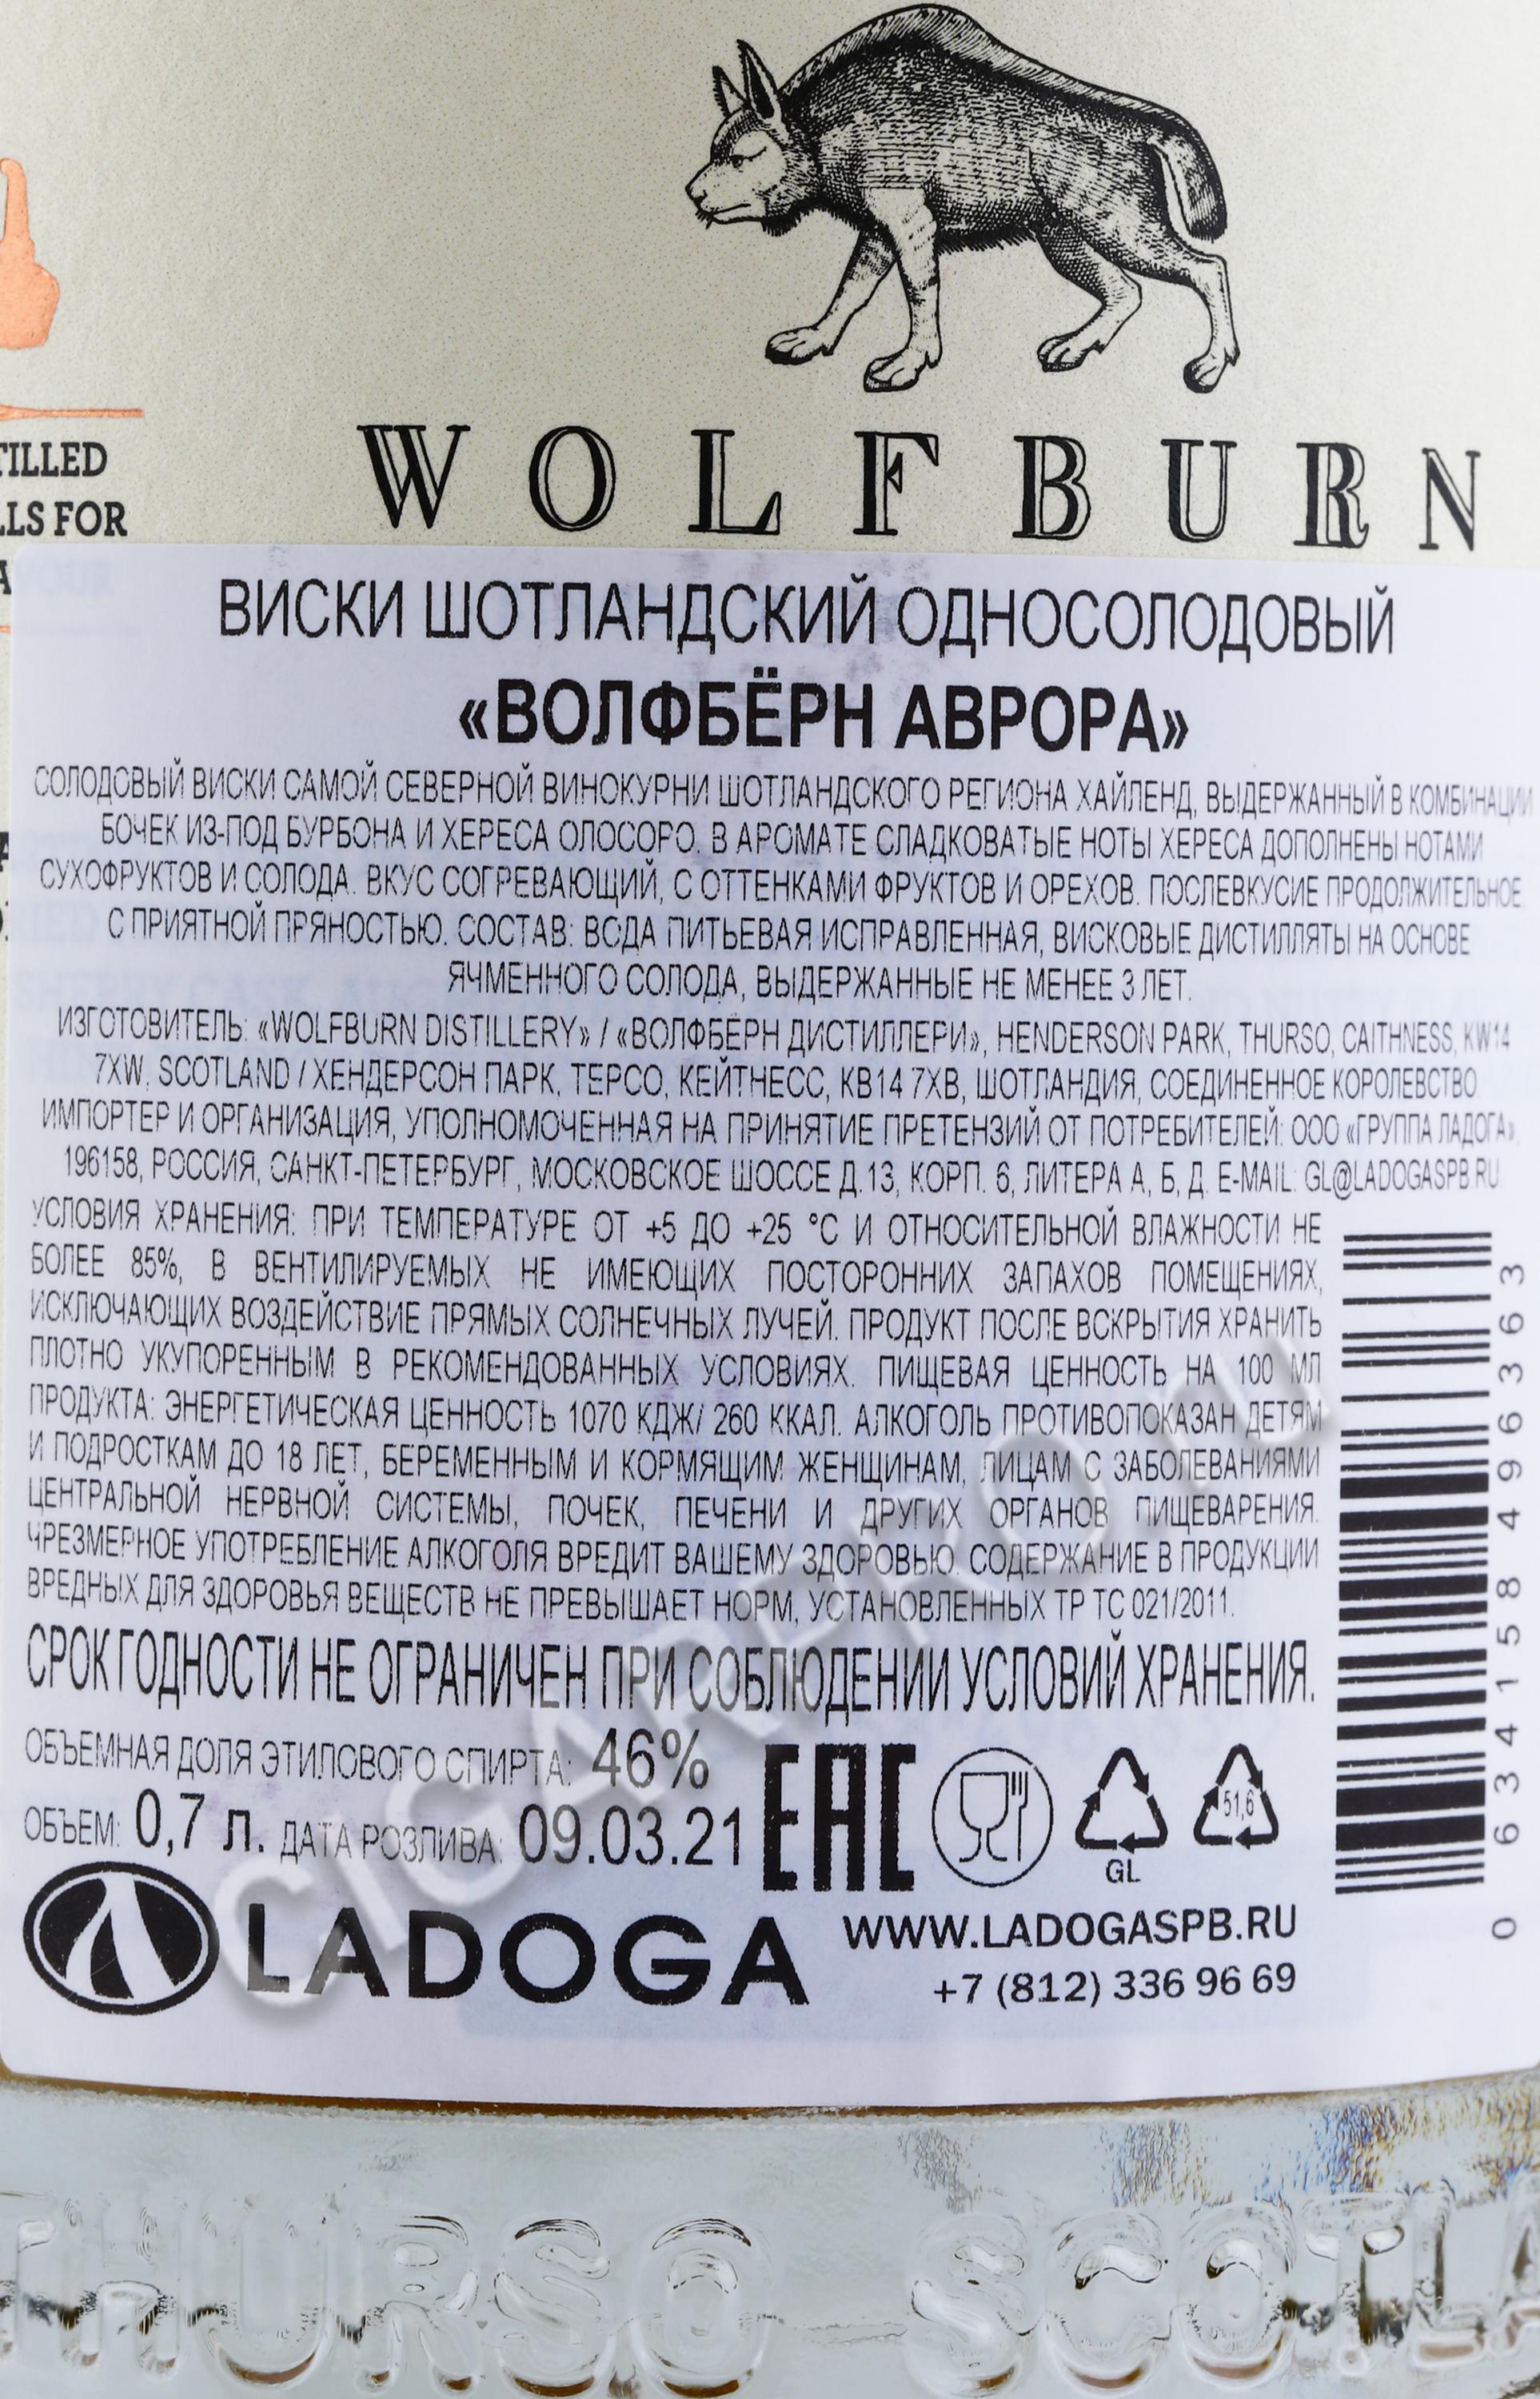 WOLFBURN
TILLED
LLS FOR
ВИСКИ ШОТЛАНДСКИЙ ОДНОСОЛОДОВЫЙ
«ВОЛФБЁРН АВРОРА»
СОЛОДОВЫЙ ВИСКИ САМОЙ СЕВЕРНОЙ ВИНОКУРНИ ШОТЛАНДСКОГО РЕГИОНА ХАЙЛЕНД, ВЫДЕРЖАННЫЙ В КОМБИНАЦИИ
БОЧЕК ИЗ-ПОД БУРБОНА И ХЕРЕСА ОЛОСОРО. В АРОМАТЕ СЛАДКОВАТЫЕ НОТЫ ХЕРЕСА ДОПОЛНЕНЫ НОТАМИ
СУХОФРУКТОВ И СОЛОДА. ВКУС СОГРЕВАЮЩИЙ, С ОТТЕНКАМИ ФРУКТОВ И ОРЕХОВ. ПОСЛЕВКУСИЕ ПРОДОЛЖИТЕЛЬНОЕ
С ПРИЯТНОЙ ПРЯНОСТЬЮ. СОСТАВ: ВОДА ПИТЬЕВАЯ ИСПРАВЛЕННАЯ, ВИСКОВЫЕ ДИСТИЛЛЯТЫ НА ОСНОВЕ
ЯЧМЕННОГО СОЛОДА, ВЫДЕРЖАННЫЕ НЕ МЕНЕЕ 3 ЛЕТ.
ИЗГОТОВИТЕЛЬ: «WOLFBURN DISTILLERY» / «ВОЛФБЁРН ДИСТИЛЛЕРИ», HENDERSON PARK, THURSO, CAITHNESS, KW14
7XW, SCOTLAND / ХЕНДЕРСОН ПАРК, ТЕРСО, КЕЙТНЕСС, КВ14 7ХВ, ШОТЛАНДИЯ, СОЕДИНЕННОЕ КОРОЛЕВСТВО.
ИМПОРТЕР И ОРГАНИЗАЦИЯ, УПОЛНОМОЧЕННАЯ НА ПРИНЯТИЕ ПРЕТЕНЗИЙ ОТ ПОТРЕБИТЕЛЕЙ: ООО «ГРУППА ЛАДОГА»,
196158, РОССИЯ, САНКТ-ПЕТЕРБУРГ, МОСКОВСКОЕ ШОССЕ Д.13, КОРП. 6, ЛИТЕРА А, Б, Д. E-MAIL: GL@LADOGASPB.RU
УСЛОВИЯ ХРАНЕНИЯ: ПРИ ТЕМПЕРАТУРЕ ОТ +5 ДО +25 °С И ОТНОСИТЕЛЬНОЙ ВЛАЖНОСТИ НЕ
БОЛЕЕ 85%, В ВЕНТИЛИРУЕМЫХ НЕ ИМЕЮЩИХ ПОСТОРОННИХ ЗАПАХОВ ПОМЕЩЕНИЯХ,
ИСКЛЮЧАЮЩИХ ВОЗДЕЙСТВИЕ ПРЯМЫХ СОЛНЕЧНЫХ ЛУЧЕЙ. ПРОДУКТ ПОСЛЕ ВСКРЫТИЯ ХРАНИТЬ
ПЛОТНО УКУПОРЕННЫМ В РЕКОМЕНДОВАННЫХ УСЛОВИЯХ. ПИЩЕВАЯ ЦЕННОСТЬ НА 100 МЛ
ПРОДУКТА: ЭНЕРГЕТИЧЕСКАЯ ЦЕННОСТЬ 1070 КДЖ/ 260 ККАЛ. АЛКОГОЛЬ ПРОТИВОПОКАЗАН ДЕТЯМ
И ПОДРОСТКАМ ДО 18 ЛЕТ, БЕРЕМЕННЫМ И КОРМЯЩИМ ЖЕНЩИНАМ, ЛИЦАМ С ЗАБОЛЕВАНИЯМИ
ЦЕНТРАЛЬНОЙ НЕРВНОЙ СИСТЕМЫ, ПОЧЕК, ПЕЧЕНИ И ДРУГИХ ОРГАНОВ ПИЩЕВАРЕНИЯ.
ЧРЕЗМЕРНОЕ УПОТРЕБЛЕНИЕ АЛКОГОЛЯ ВРЕДИТ ВАШЕМУ ЗДОРОВЬЮ. СОДЕРЖАНИЕ В ПРОДУКЦИИ
ВРЕДНЫХ ДЛЯ ЗДОРОВЬЯ ВЕЩЕСТВ НЕ ПРЕВЫШАЕТ НОРМ, УСТАНОВЛЕННЫХ ТР ТС 021/2011.
СРОК ГОДНОСТИ НЕ ОГРАНИЧЕН ПРИ СОБЛЮДЕНИИ УСЛОВИЙ ХРАНЕНИЯ.
ОБЪЕМНАЯ ДОЛЯ ЭТИЛОВОГО СПИРТА: 46%
ОБЪЕМ: 0,7 л. ДАТА РОЗЛИВА: 09.03.21
EAC
GL
51,6
0 634158 496363
LADOGA
WWW.LADOGASPB.RU
+7 (812) 336 96 69
CIGARPRO.RU
THURSO SCOTLA